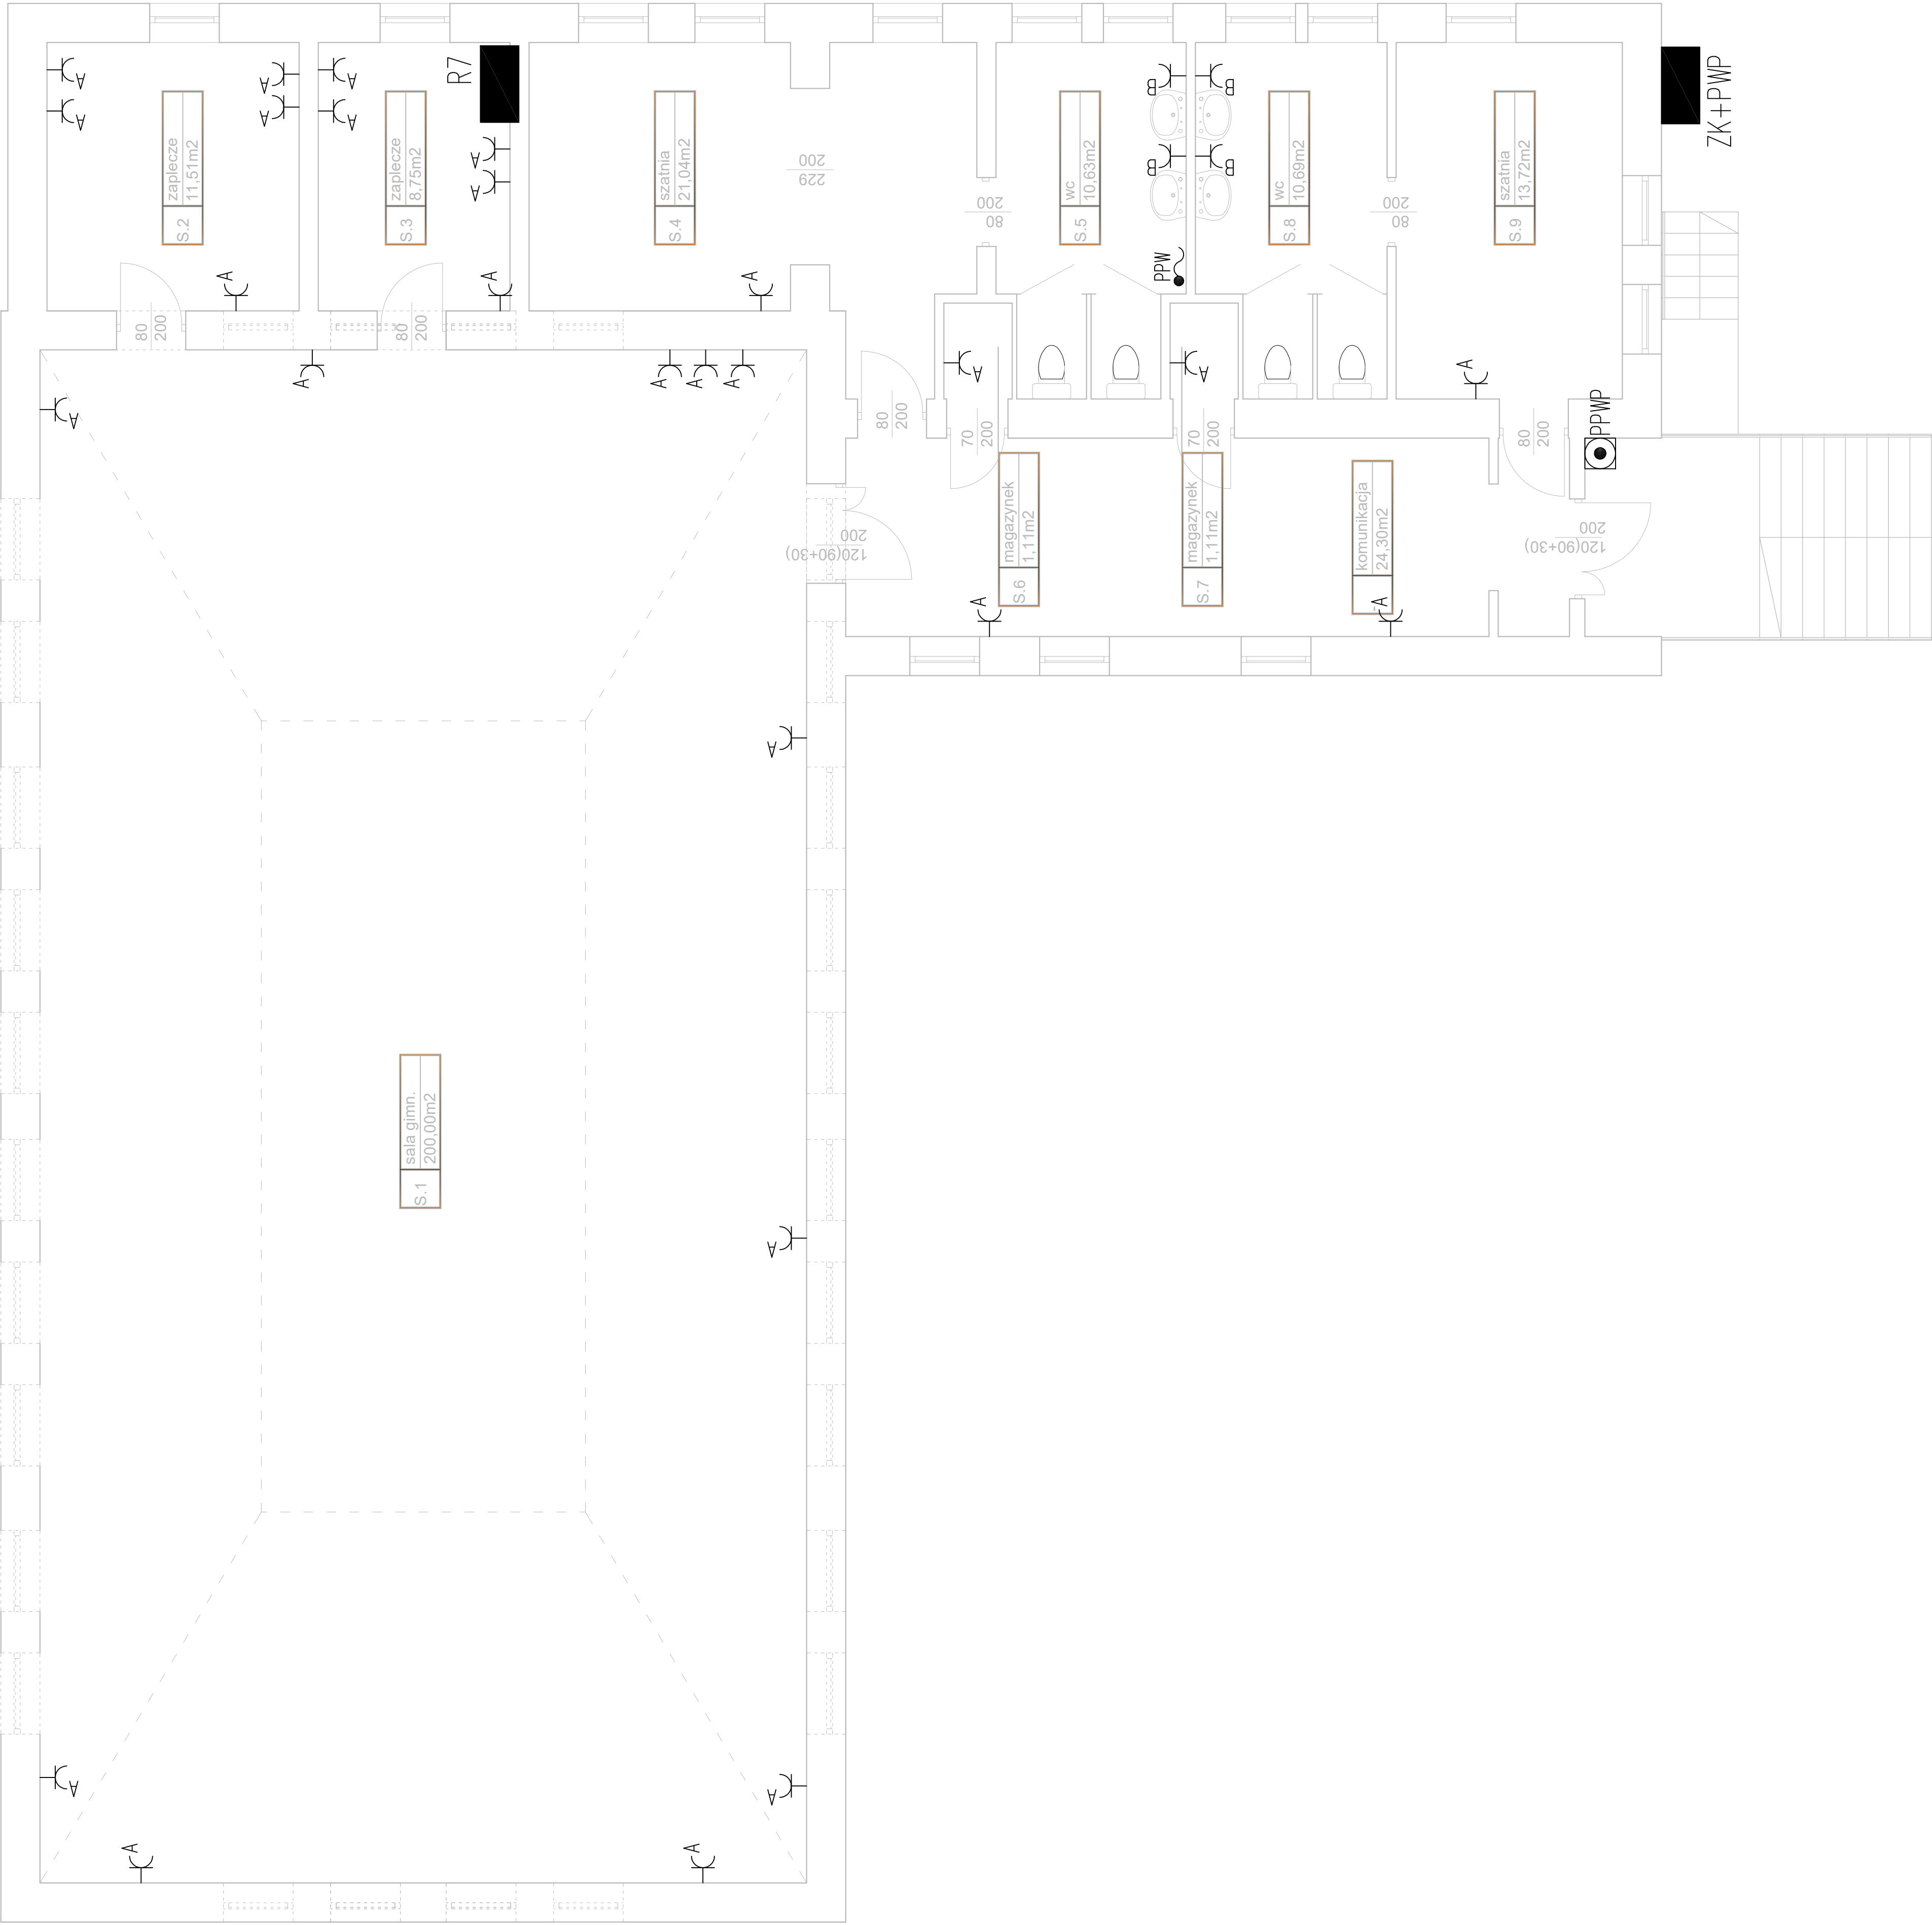 R7
ZK+PWP
zaplecze
S.2
11,51m2
zaplecze
S.3
8,75m2
szatnia
S.4
21,04m2
wc
S.5
10,63m2
wc
S.8
10,69m2
szatnia
S.9
13,72m2
A
A
A
A
A
A
A
A
B
B
B
B
PPW
229
200
80
200
80
200
A
A
A
80
200
80
200
A
A
A
A
A
A
A
A
80
200
70
200
70
200
80
200
PPWP
magazynek
S.6
1,11m2
magazynek
S.7
1,11m2
komunikacja
-
24,30m2
120(90+30)
200
120(90+30)
200
A
A
A
sala gimn.
S.1
200,00m2
A
A
A
A
A